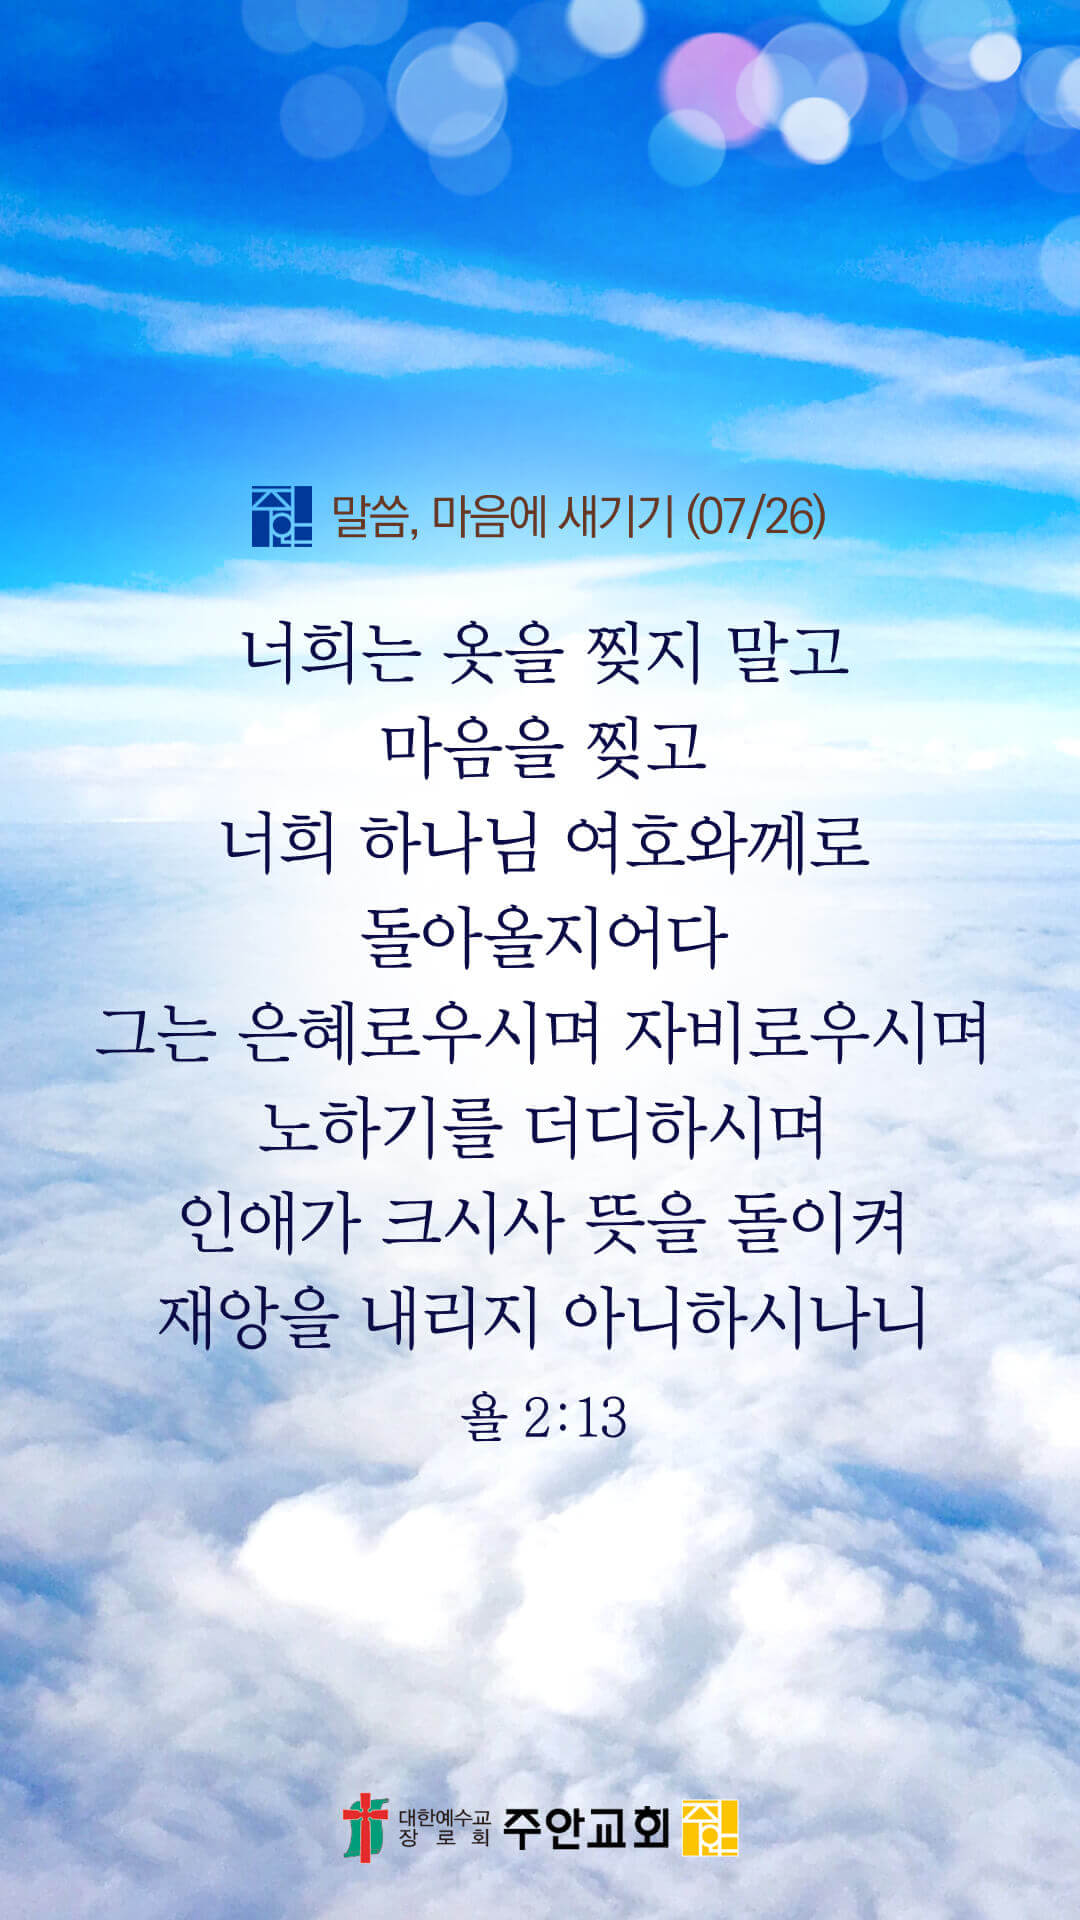 주안 말씀, 마음에 새기기 (07/26)
너희는 옷을 찢지 말고
마음을 찢고
너희 하나님 여호와께로
돌아올지어다
그는 은혜로우시며 자비로우시며
노하기를 더디하시며
인애가 크시사 뜻을 돌이켜
재앙을 내리지 아니하시나니
욜 2:13
대한예수교
장로회
주안교회 주안